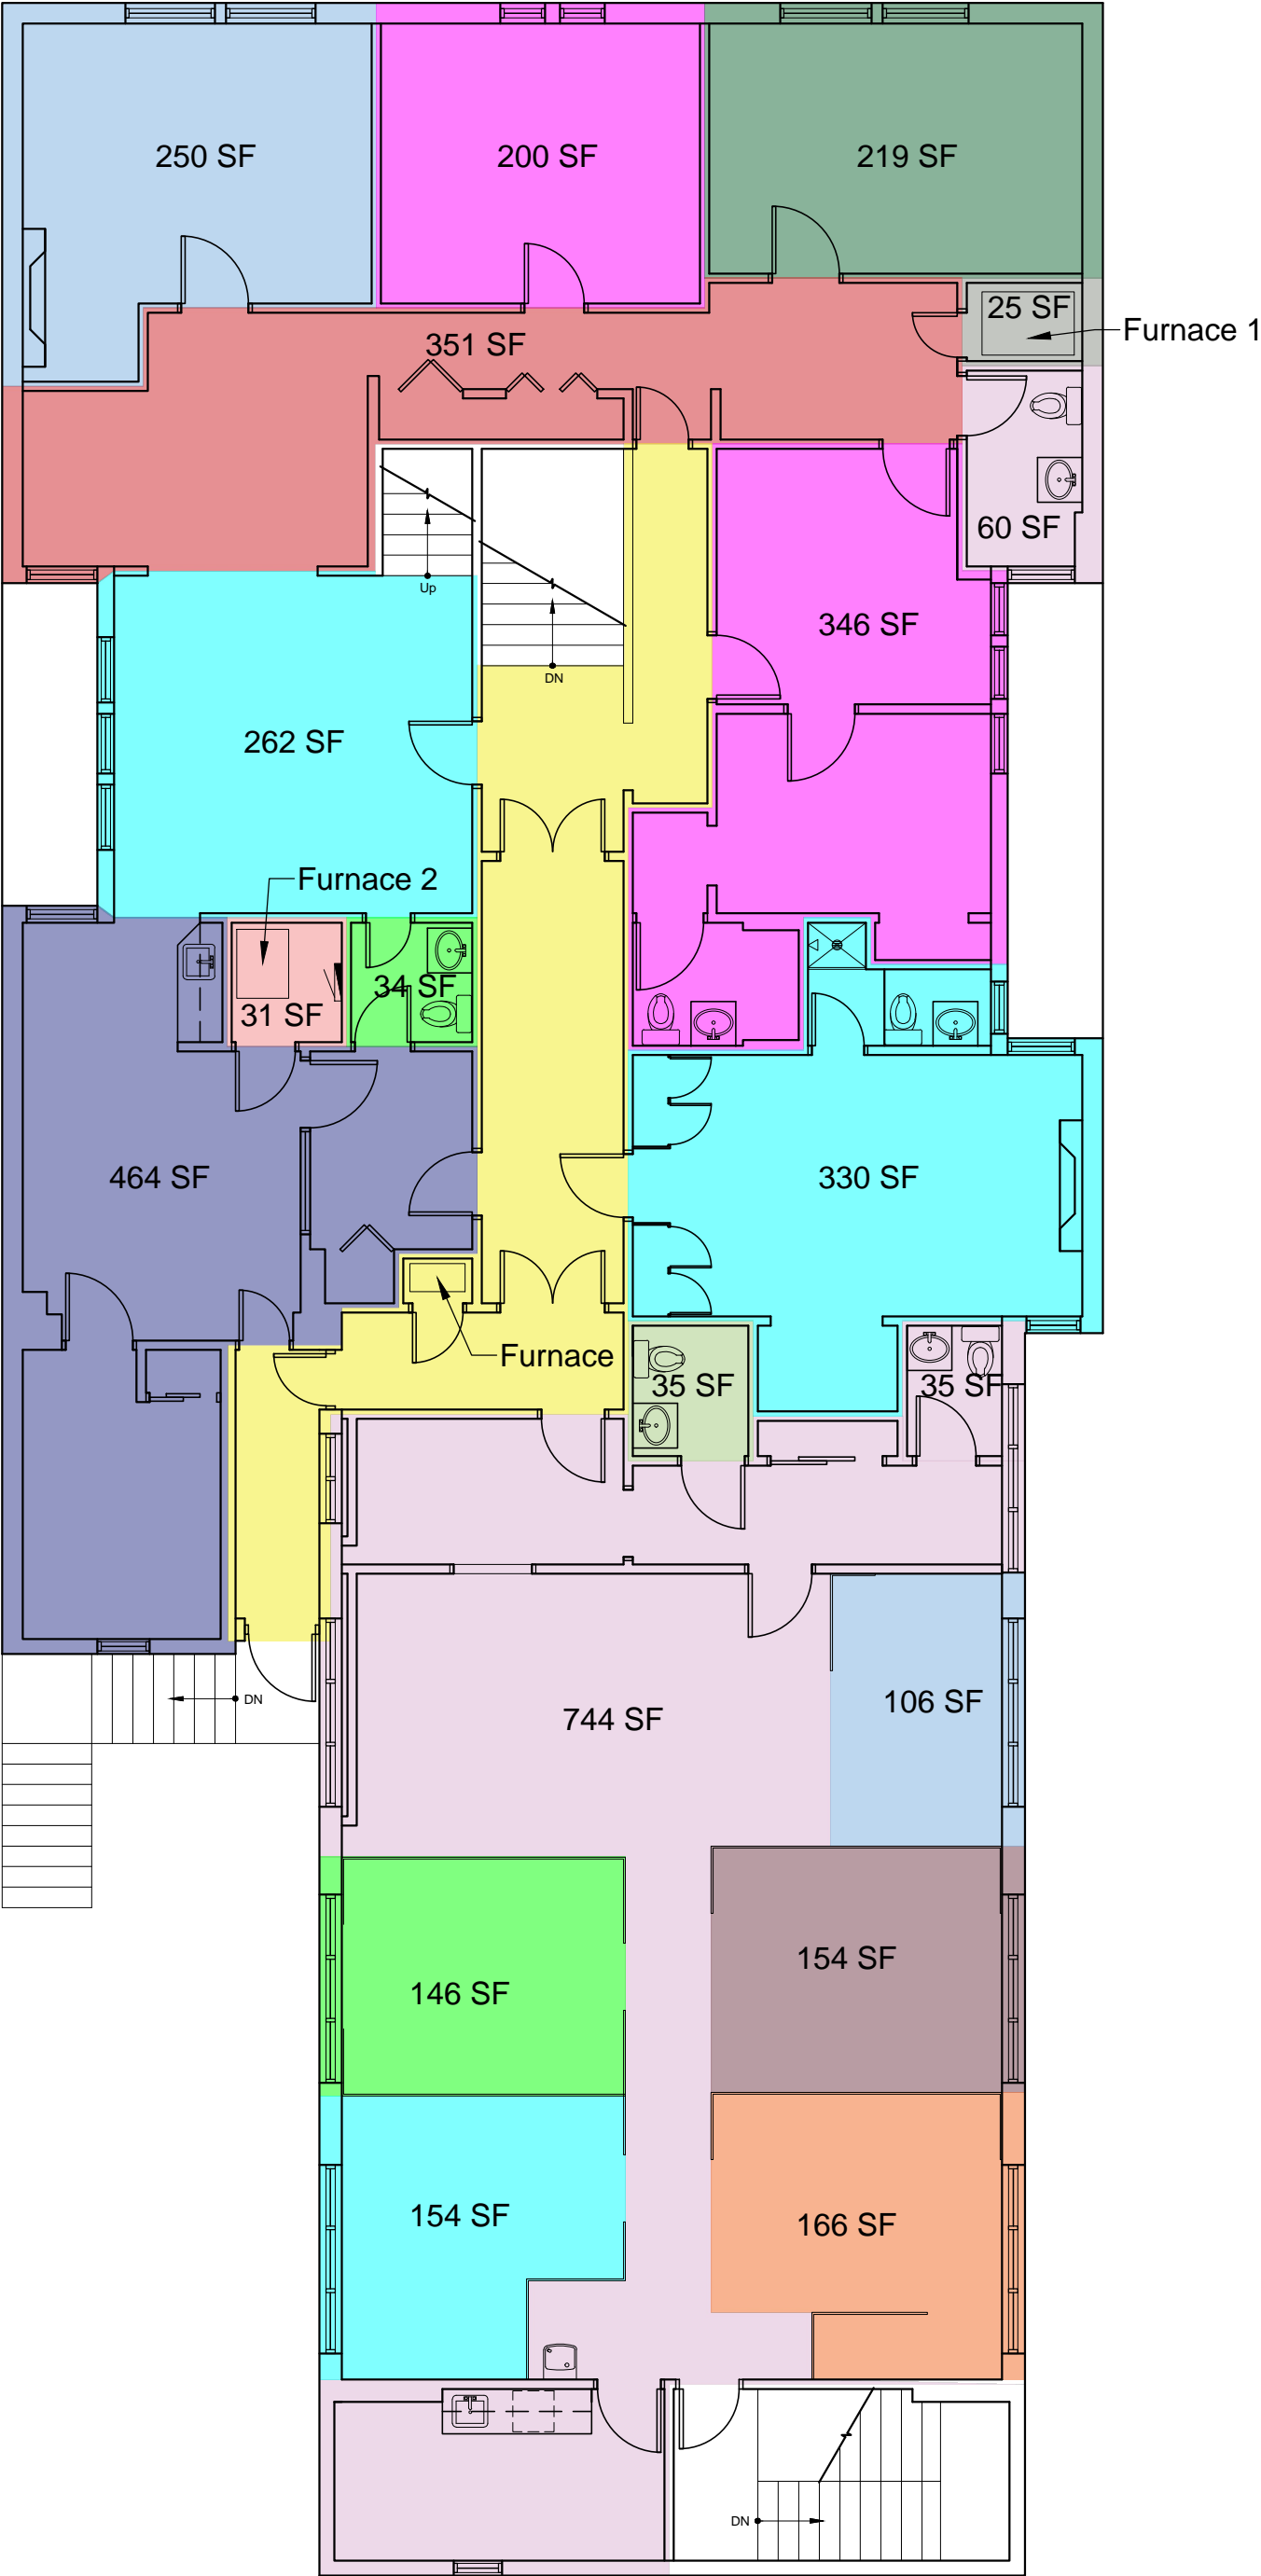 250 SF
200 SF
219 SF
25 SF
Furnace 1
351 SF
60 SF
Up
346 SF
DN
262 SF
Furnace 2
34 SF
31 SF
464 SF
330 SF
Furnace
35 SF
35 SF
DN
106 SF
744 SF
154 SF
146 SF
154 SF
166 SF
DN